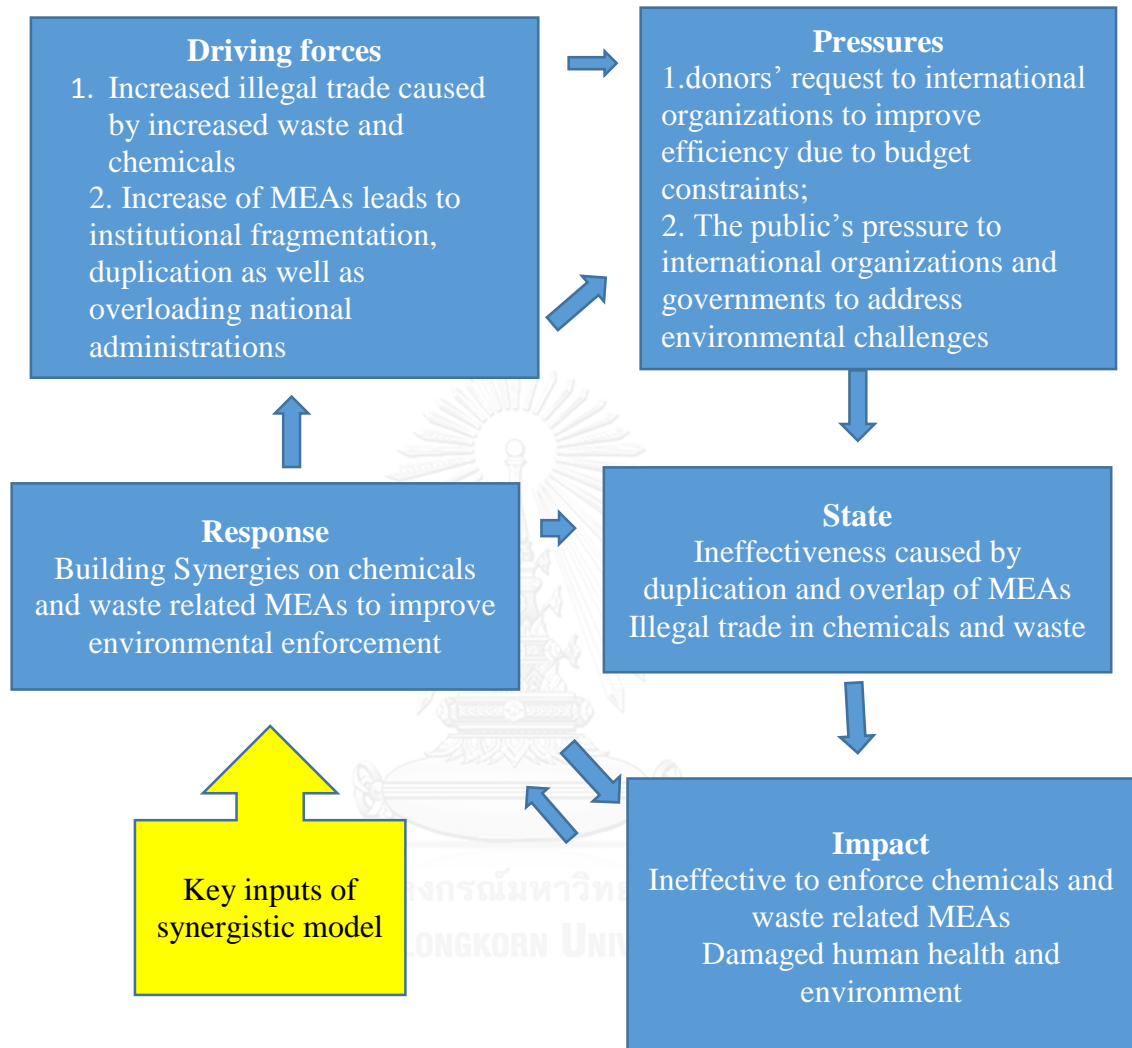 Driving forces
1. Increased illegal trade caused
by increased waste and
chemicals
2. Increase of MEAs leads to
institutional fragmentation,
duplication as well as
overloading national
administrations
Pressures
1.donors’ request to international
organizations to improve
efficiency due to budget
constraints;
2. The public’s pressure to
international organizations and
governments to address
environmental challenges
Response
Building Synergies on chemicals
and waste related MEAs to improve
environmental enforcement
State
Ineffectiveness caused by
duplication and overlap of MEAs
Illegal trade in chemicals and waste
Key inputs of
synergistic model
Impact
Ineffective to enforce chemicals and
waste related MEAs
Damaged human health and
environment